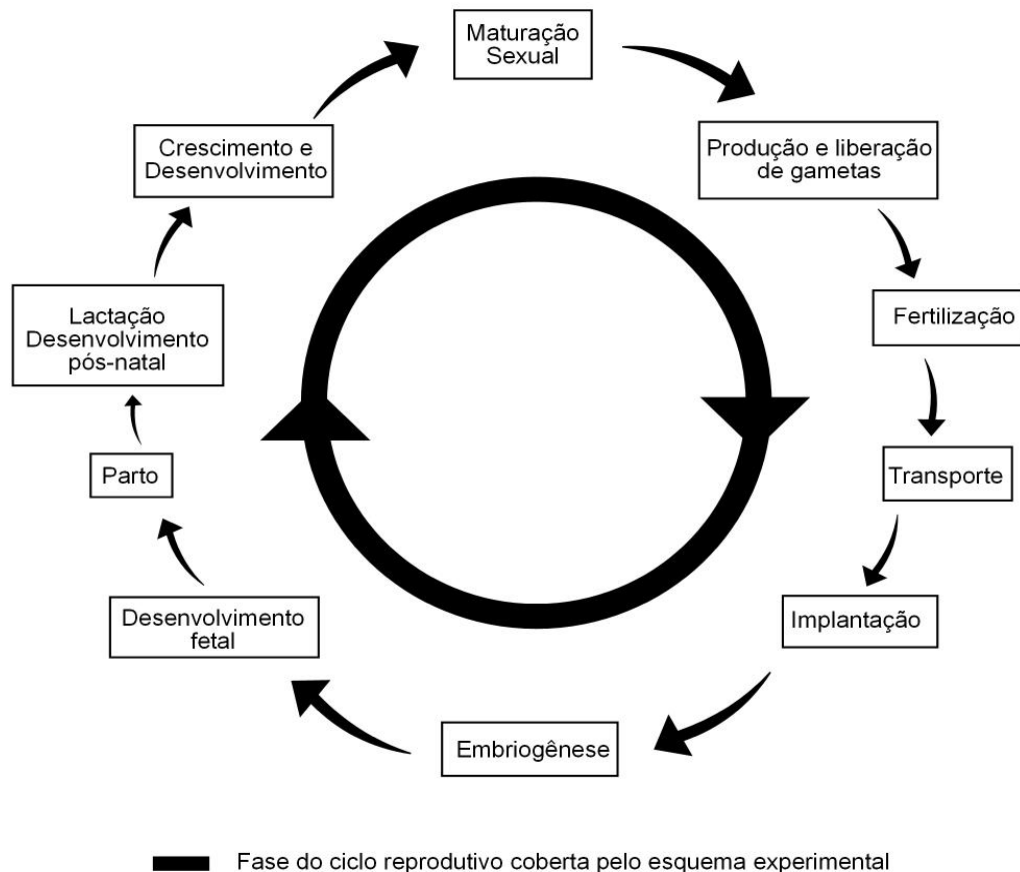 Maturação
Sexual
Produção e liberação
de gametas
Fertilização
Transporte
Implantação
Embriogênese
Desenvolvimento
fetal
Parto
Lactação
Desenvolvimento
pós-natal
Crescimento e
Desenvolvimento
Fase do ciclo reprodutivo coberta pelo esquema experimental